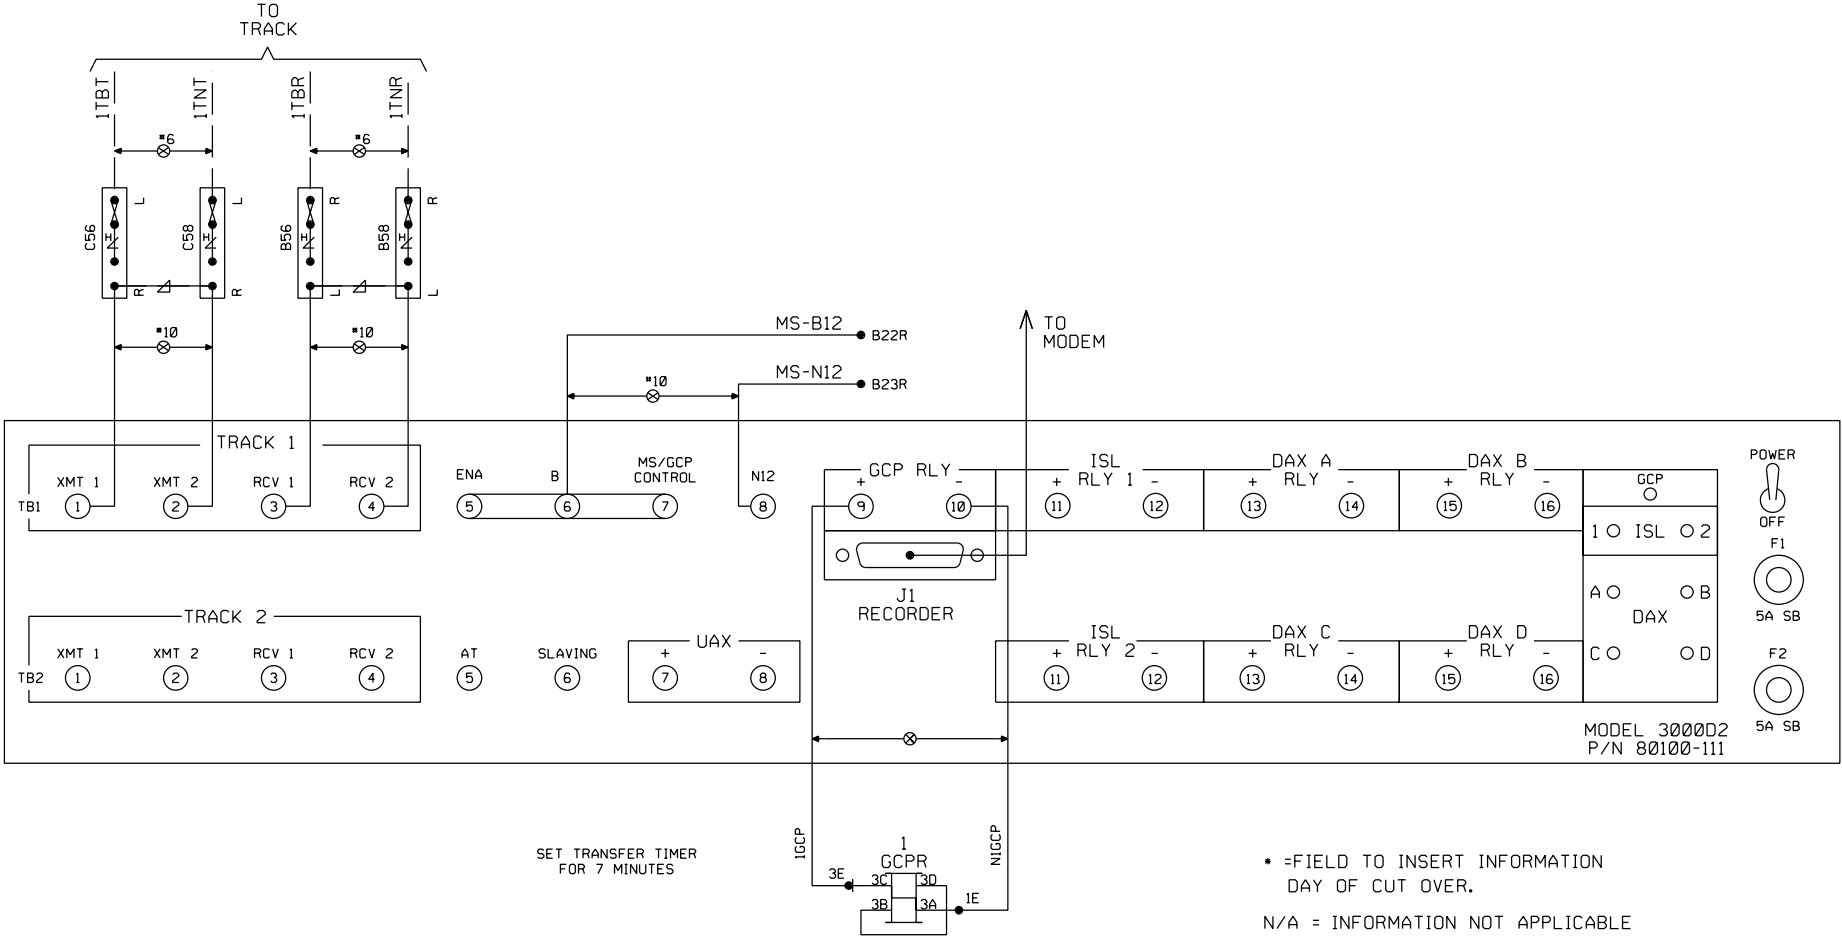 TO
TRACK
1TBT
1TNT
1TBR
1TNR
*6
*6
L
L
R
R
C56
C58
B56
B58
H
H
H
H
R
R
L
L
*10
*10
MS-B12
B22R
MS-N12
B23R
*10
TO
MODEM
TRACK 1
XMT 1
XMT 2
RCV 1
RCV 2
TB1
1
2
3
4
ENA
B
MS/GCP
CONTROL
N12
5
6
7
8
GCP RLY
+
-
9
10
ISL
RLY 1
+
-
11
12
DAX A
RLY
+
-
13
14
DAX B
RLY
+
-
15
16
GCP
1
ISL
2
A
B
DAX
C
D
POWER
OFF
F1
5A SB
F2
5A SB
J1
RECORDER
TRACK 2
XMT 1
XMT 2
RCV 1
RCV 2
TB2
1
2
3
4
AT
SLAVING
5
6
UAX
+
-
7
8
ISL
RLY 2
+
-
11
12
DAX C
RLY
+
-
13
14
DAX D
RLY
+
-
15
16
MODEL 3000D2
P/N 80100-111
1GCP
N1GCP
SET TRANSFER TIMER
FOR 7 MINUTES
1
GCPR
3E
3C
3D
3B
3A
1E
* =FIELD TO INSERT INFORMATION
DAY OF CUT OVER.
N/A = INFORMATION NOT APPLICABLE